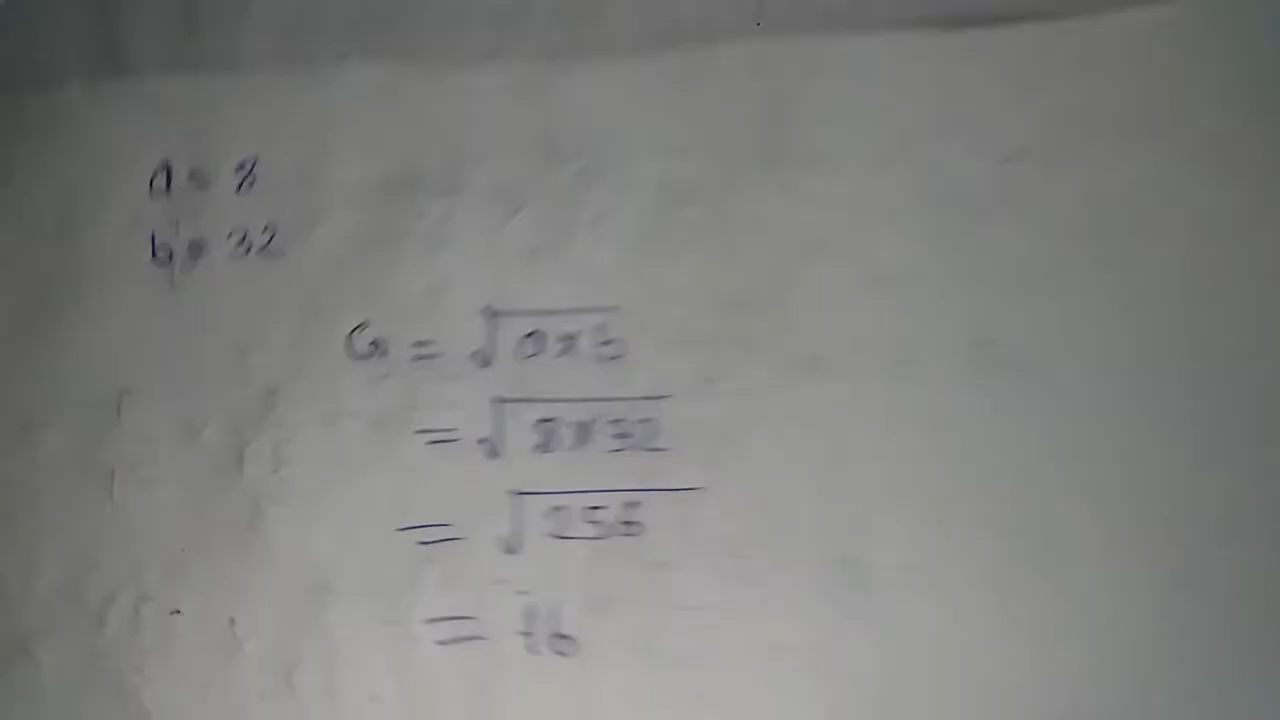 a = 8
b = 32
G = √a×b
= √8×32
= √256
= 16